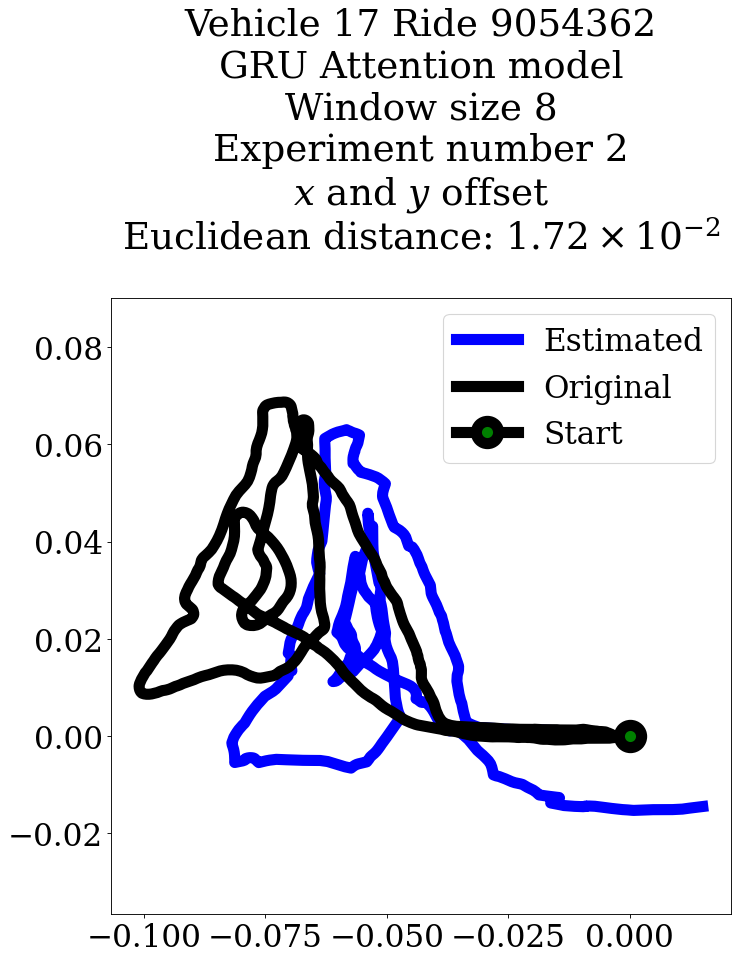 Vehicle 17 Ride 9054362
GRU Attention model
Window size 8
Experiment number 2
x and y offset
Euclidean distance: 1.72 × 10⁻²
Estimated
Original
Start
0.08
0.06
0.04
0.02
0.00
−0.02
−0.100 −0.075 −0.050 −0.025 0.000